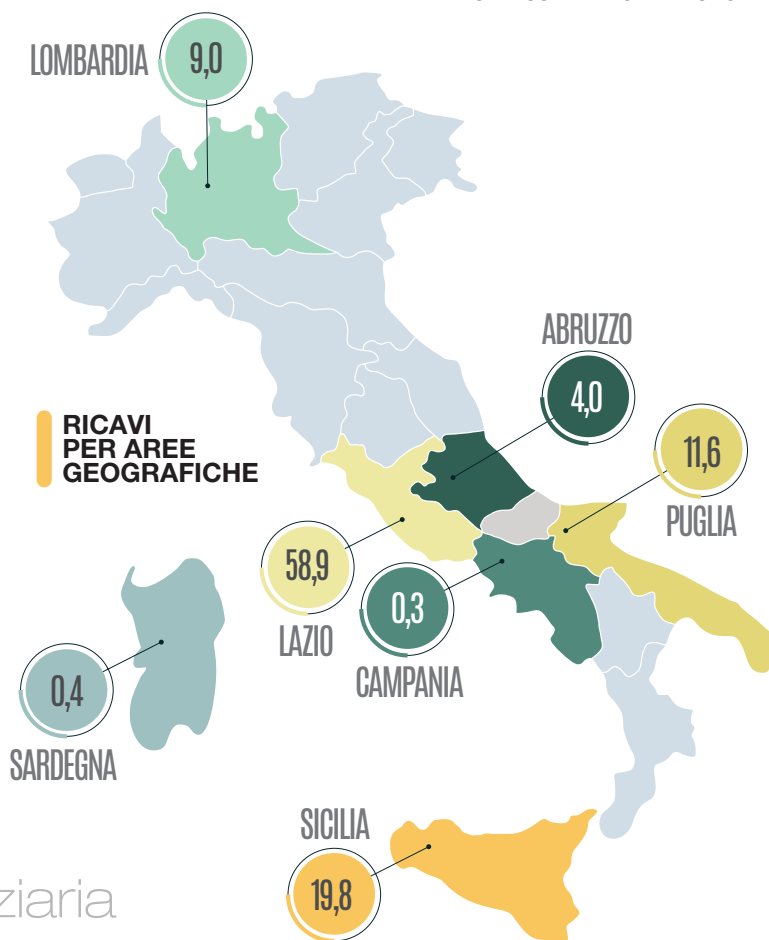 LOMBARDIA
9,0
ABRUZZO
4,0
RICAVI
PER AREE
GEOGRAFICHE
11,6
PUGLIA
58,9
LAZIO
0,3
CAMPANIA
0,4
SARDEGNA
SICILIA
19,8
ziaria